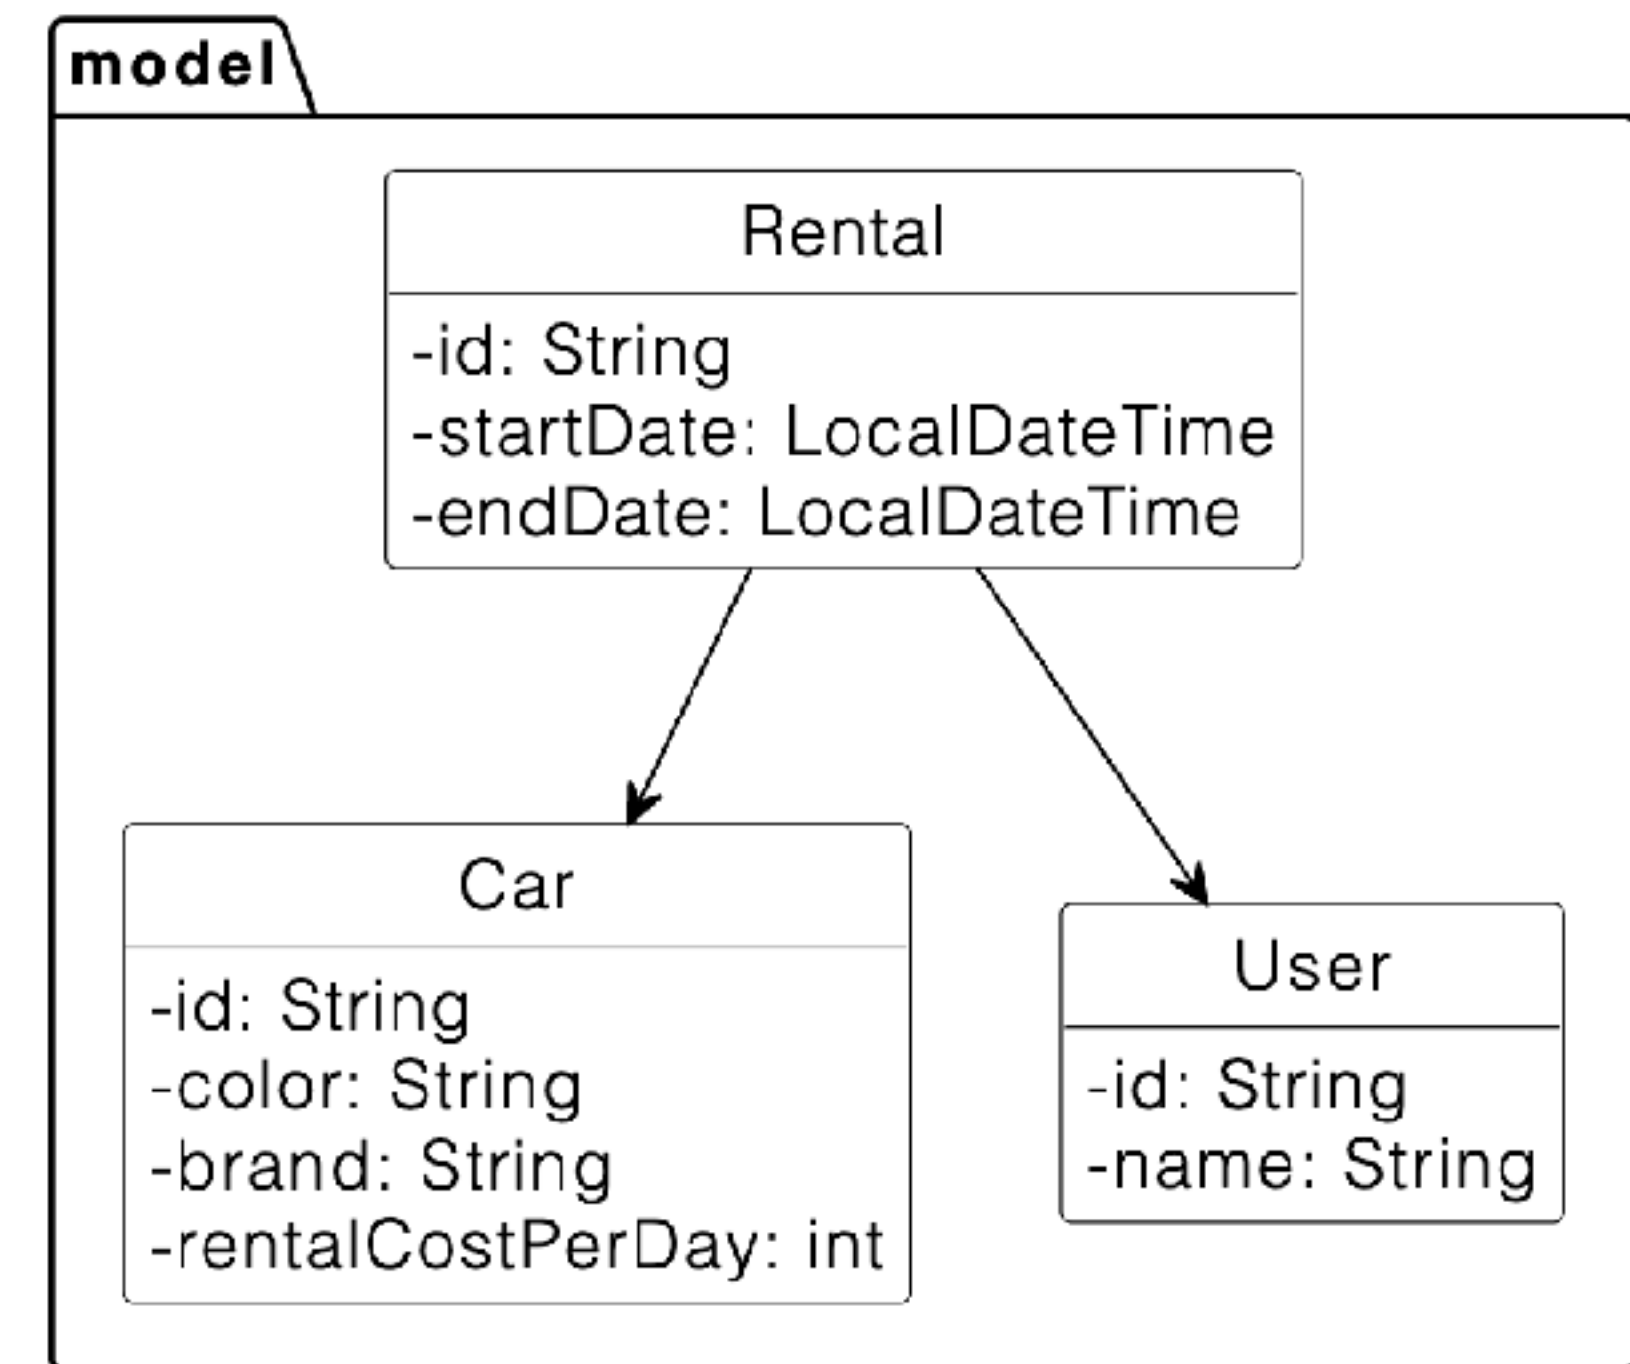 model
Rental
-id: String
-startDate: LocalDateTime
-endDate: LocalDateTime
Car
-id: String
-color: String
-brand: String
-rentalCostPerDay: int
User
-id: String
-name: String